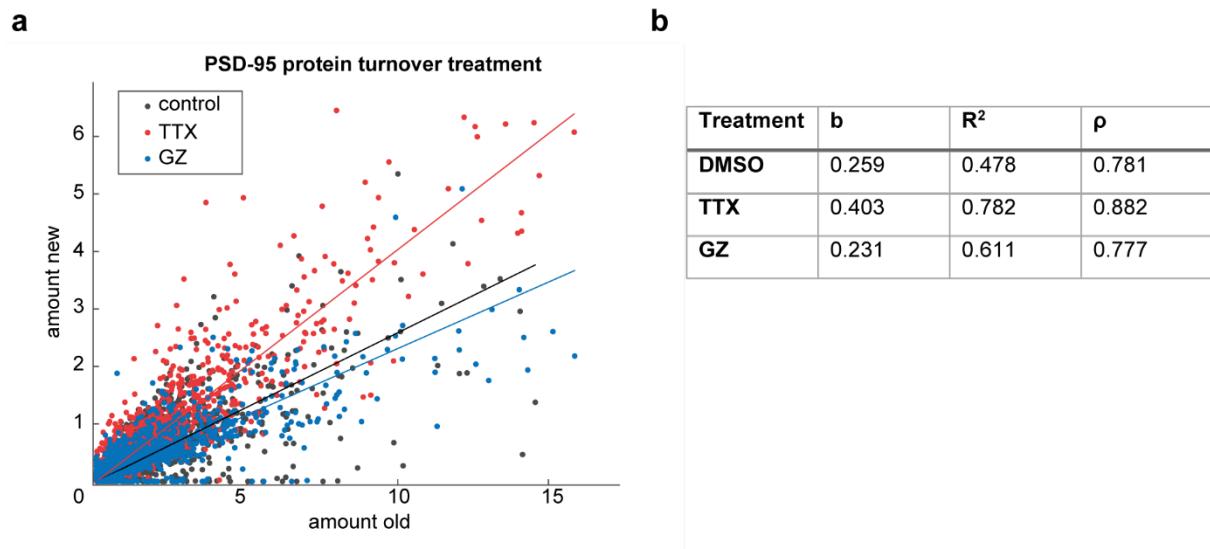 a
PSD-95 protein turnover treatment
control
TTX
GZ
amount new
6
5
4
3
2
1
0
5
10
15
amount old
b
Treatment b R² ρ
DMSO 0.259 0.478 0.781
TTX 0.403 0.782 0.882
GZ 0.231 0.611 0.777